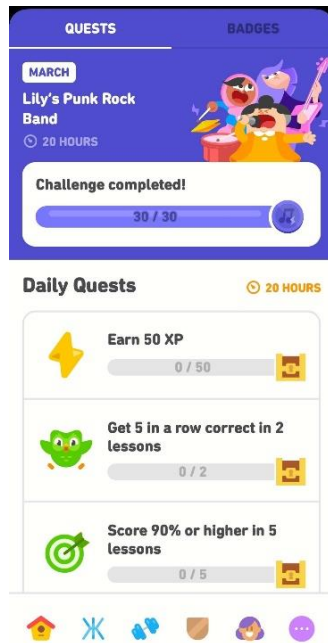 QUESTS
BADGES
MARCH
Lily's Punk Rock
Band
20 HOURS
Challenge completed!
30 / 30
Daily Quests
20 HOURS
Earn 50 XP
0 / 50
Get 5 in a row correct in 2
lessons
0 / 2
Score 90% or higher in 5
lessons
0 / 5